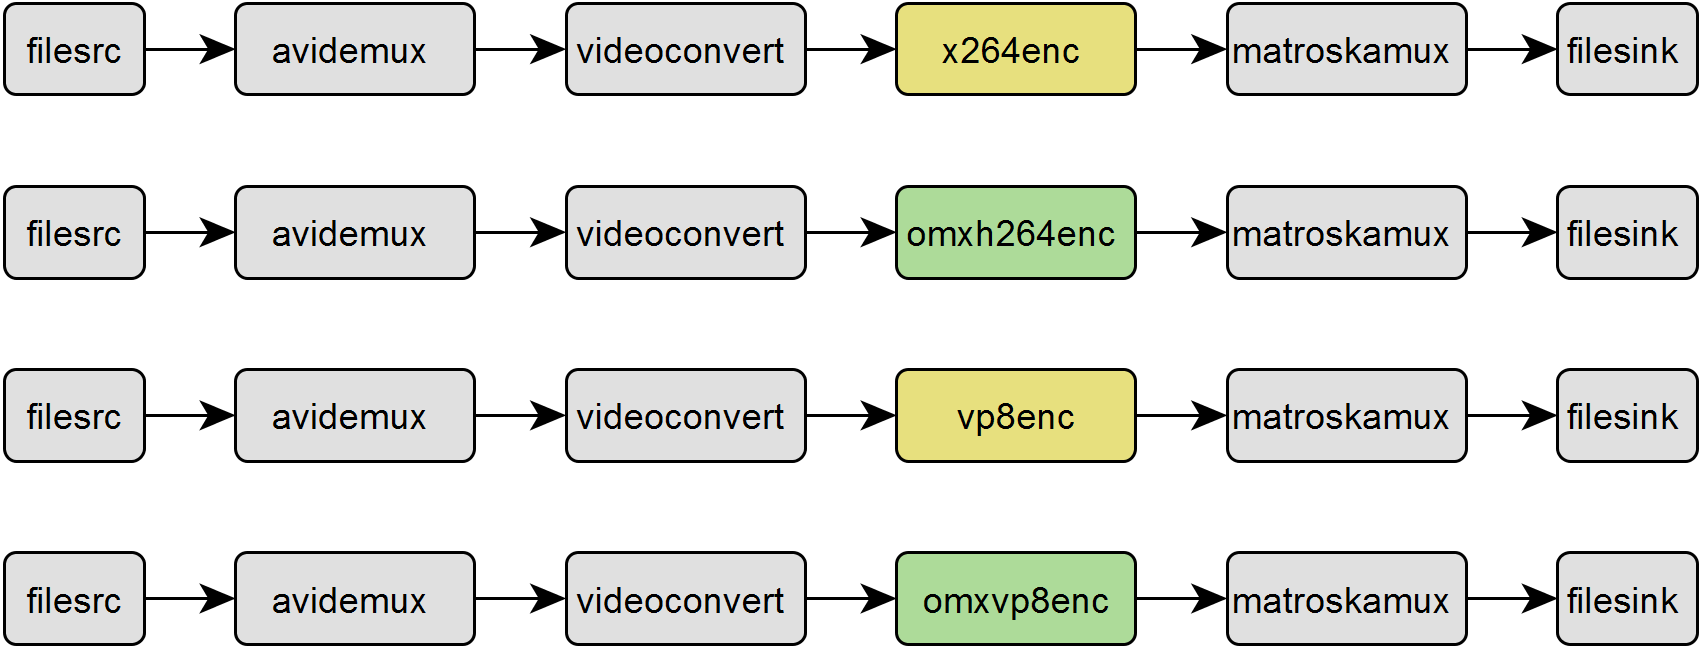 filesrc avidemux videoconvert x264enc matroskamux filesink
filesrc avidemux videoconvert omxh264enc matroskamux filesink
filesrc avidemux videoconvert vp8enc matroskamux filesink
filesrc avidemux videoconvert omxvp8enc matroskamux filesink